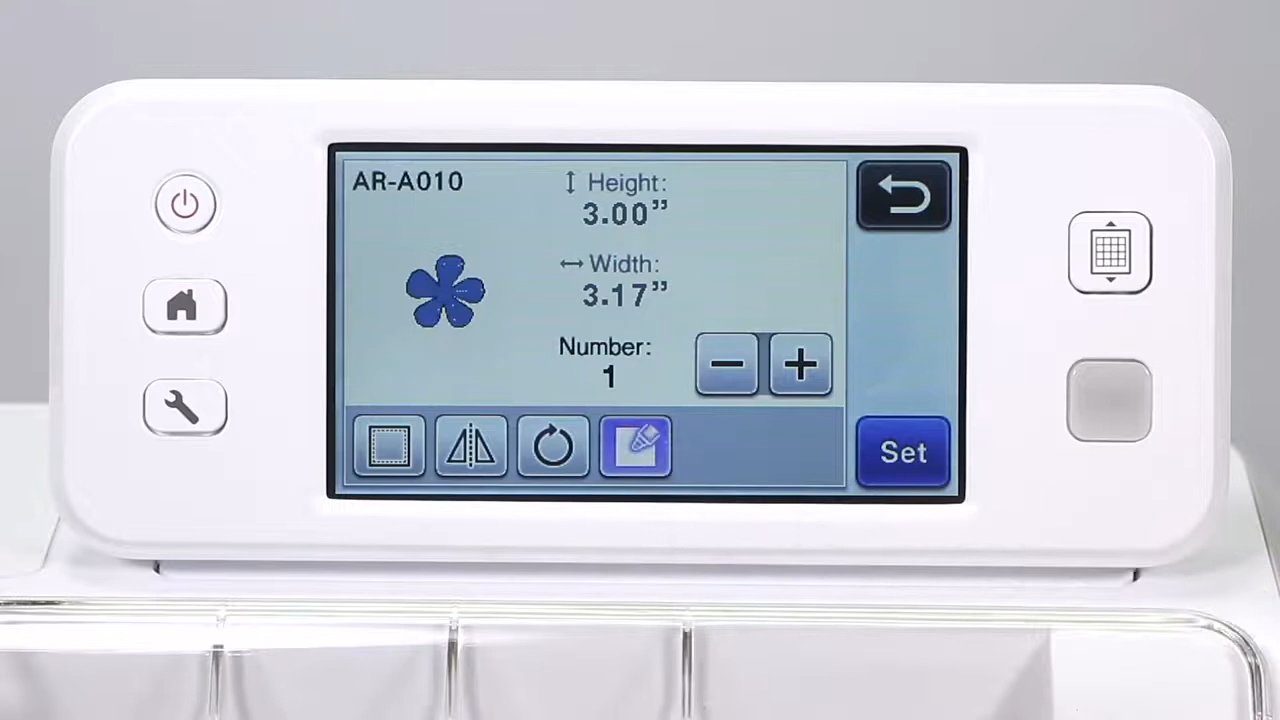 AR-A010
Height:
3.00”
Width:
3.17”
Number:
1
Set